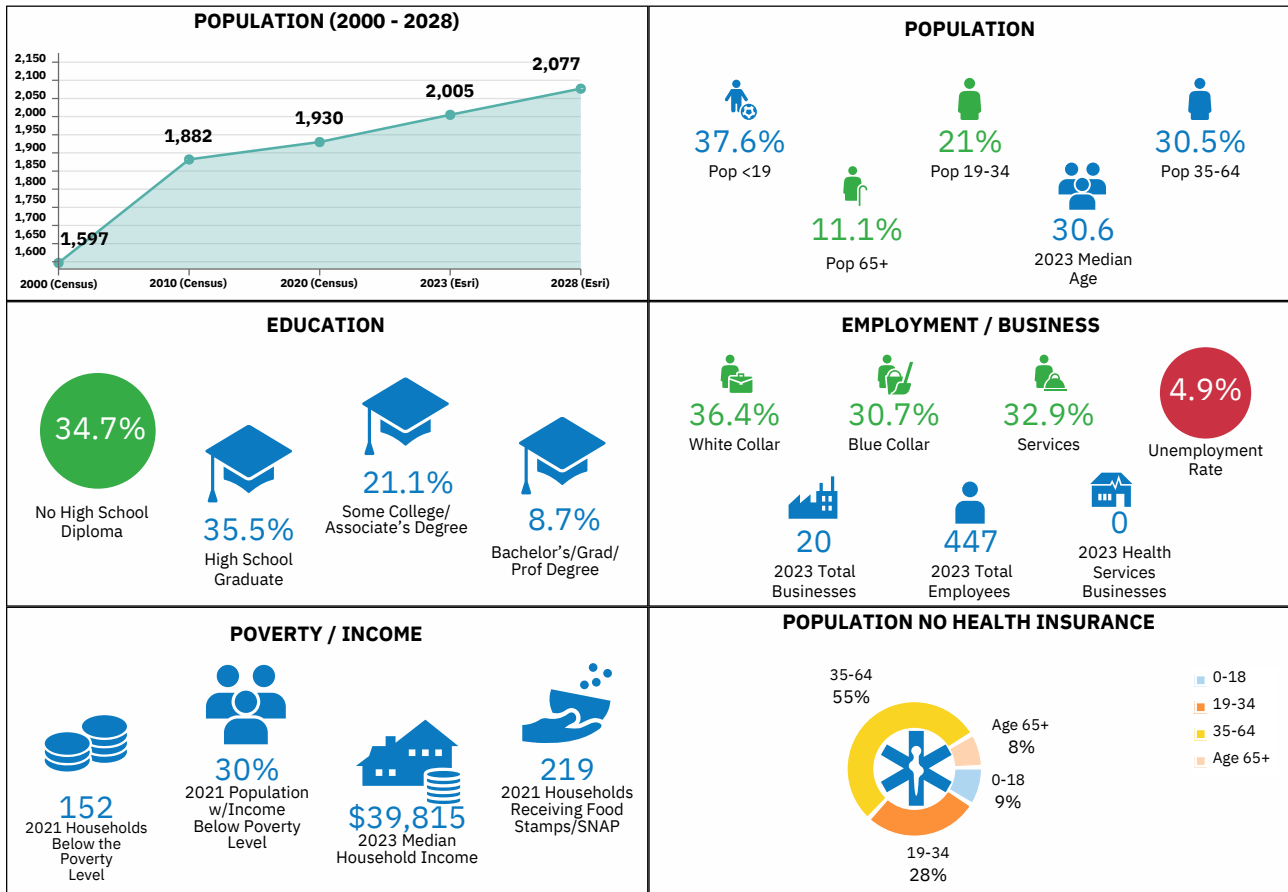 POPULATION (2000 - 2028)
2,150
2,100
2,050
2,000
1,950
1,900
1,850
1,800
1,750
1,700
1,650
1,600
1,597
1,882
1,930
2,005
2,077
2000 (Census)
2010 (Census)
2020 (Census)
2023 (Esri)
2028 (Esri)
POPULATION
37.6%
Pop <19
21%
Pop 19-34
30.5%
Pop 35-64
11.1%
Pop 65+
30.6
2023 Median
Age
EDUCATION
34.7%
No High School
Diploma
35.5%
High School
Graduate
21.1%
Some College/
Associate's Degree
8.7%
Bachelor's/Grad/
Prof Degree
EMPLOYMENT / BUSINESS
36.4%
White Collar
30.7%
Blue Collar
32.9%
Services
4.9%
Unemployment
Rate
20
2023 Total
Businesses
447
2023 Total
Employees
0
2023 Health
Services
Businesses
POVERTY / INCOME
152
2021 Households
Below the
Poverty
Level
30%
2021 Population
w/Income
Below Poverty
Level
$39,815
2023 Median
Household Income
219
2021 Households
Receiving Food
Stamps/SNAP
POPULATION NO HEALTH INSURANCE
35-64
55%
Age 65+
8%
0-18
9%
19-34
28%
0-18
19-34
35-64
Age 65+